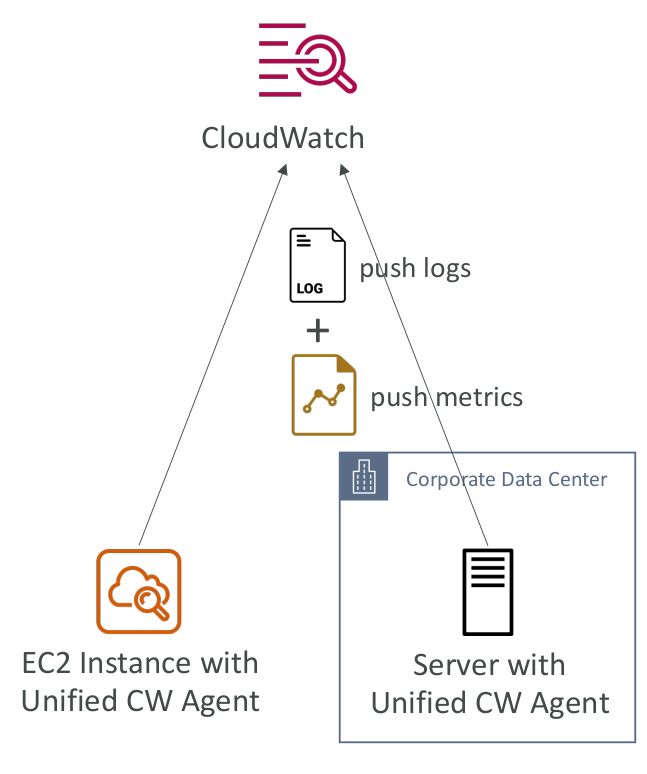 CloudWatch
LOG
push logs
+
push metrics
Corporate Data Center
EC2 Instance with
Unified CW Agent
Server with
Unified CW Agent